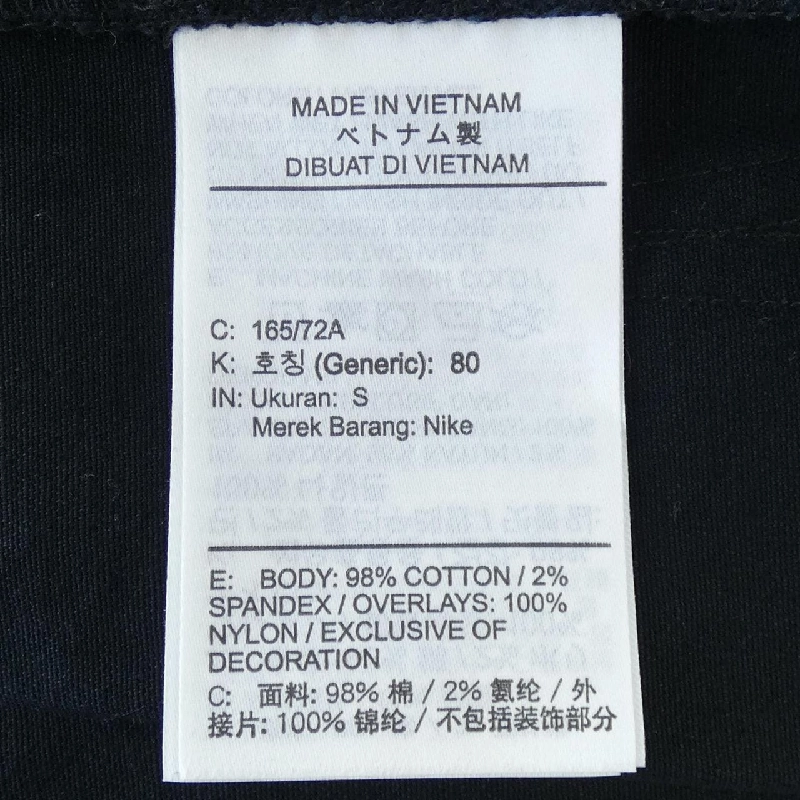 MADE IN VIETNAM
ベトナム製
DIBUAT DI VIETNAM
C: 165/72A
K: 호칭 (Generic): 80
IN: Ukuran: S
Merek Barang: Nike
E: BODY: 98% COTTON / 2%
SPANDEX / OVERLAYS: 100%
NYLON / EXCLUSIVE OF
DECORATION
C: 面料: 98% 棉 / 2% 氨纶 / 外
接片: 100% 锦纶 / 不包括装饰部分